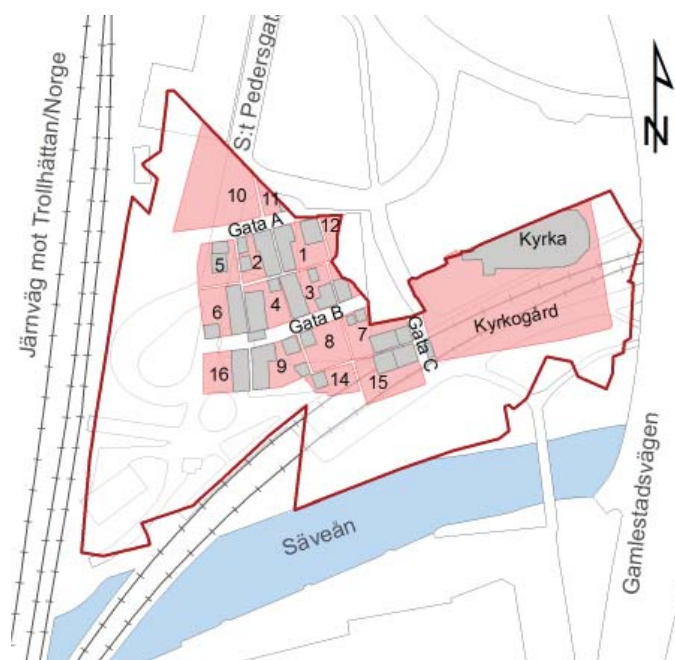 Järnväg mot Trollhättan/Norge
S:t Pedersgat
N
10
11
Gata A
12
Kyrka
5
2
1
4
3
6
Gata B
Kyrkogård
7
Gata C
8
9
16
14
15
Säveån
Gamlestadsvägen